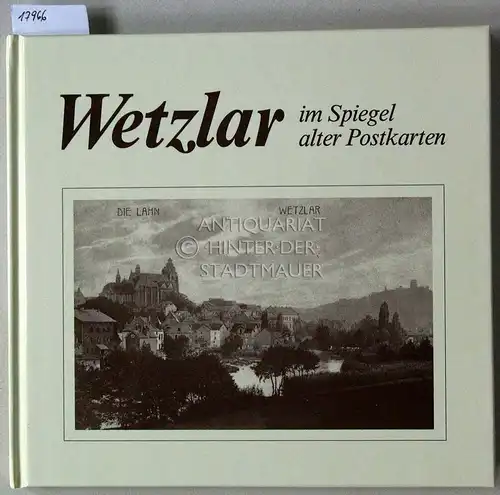 17966
Wetzlar
im Spiegel
alter Postkarten
DIE LAHN
WETZLAR
ANTIQUARIAT
© HINTER·DER·
STADTMAUER